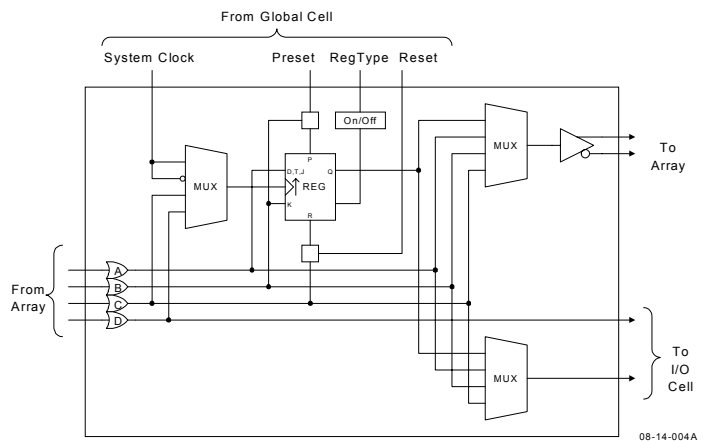 From Global Cell
System Clock
Preset
RegType
Reset
On/Off
MUX
P
D,T,J
Q
REG
K
R
MUX
To
Array
From
Array
A
B
C
D
MUX
To
I/O
Cell
08-14-004A